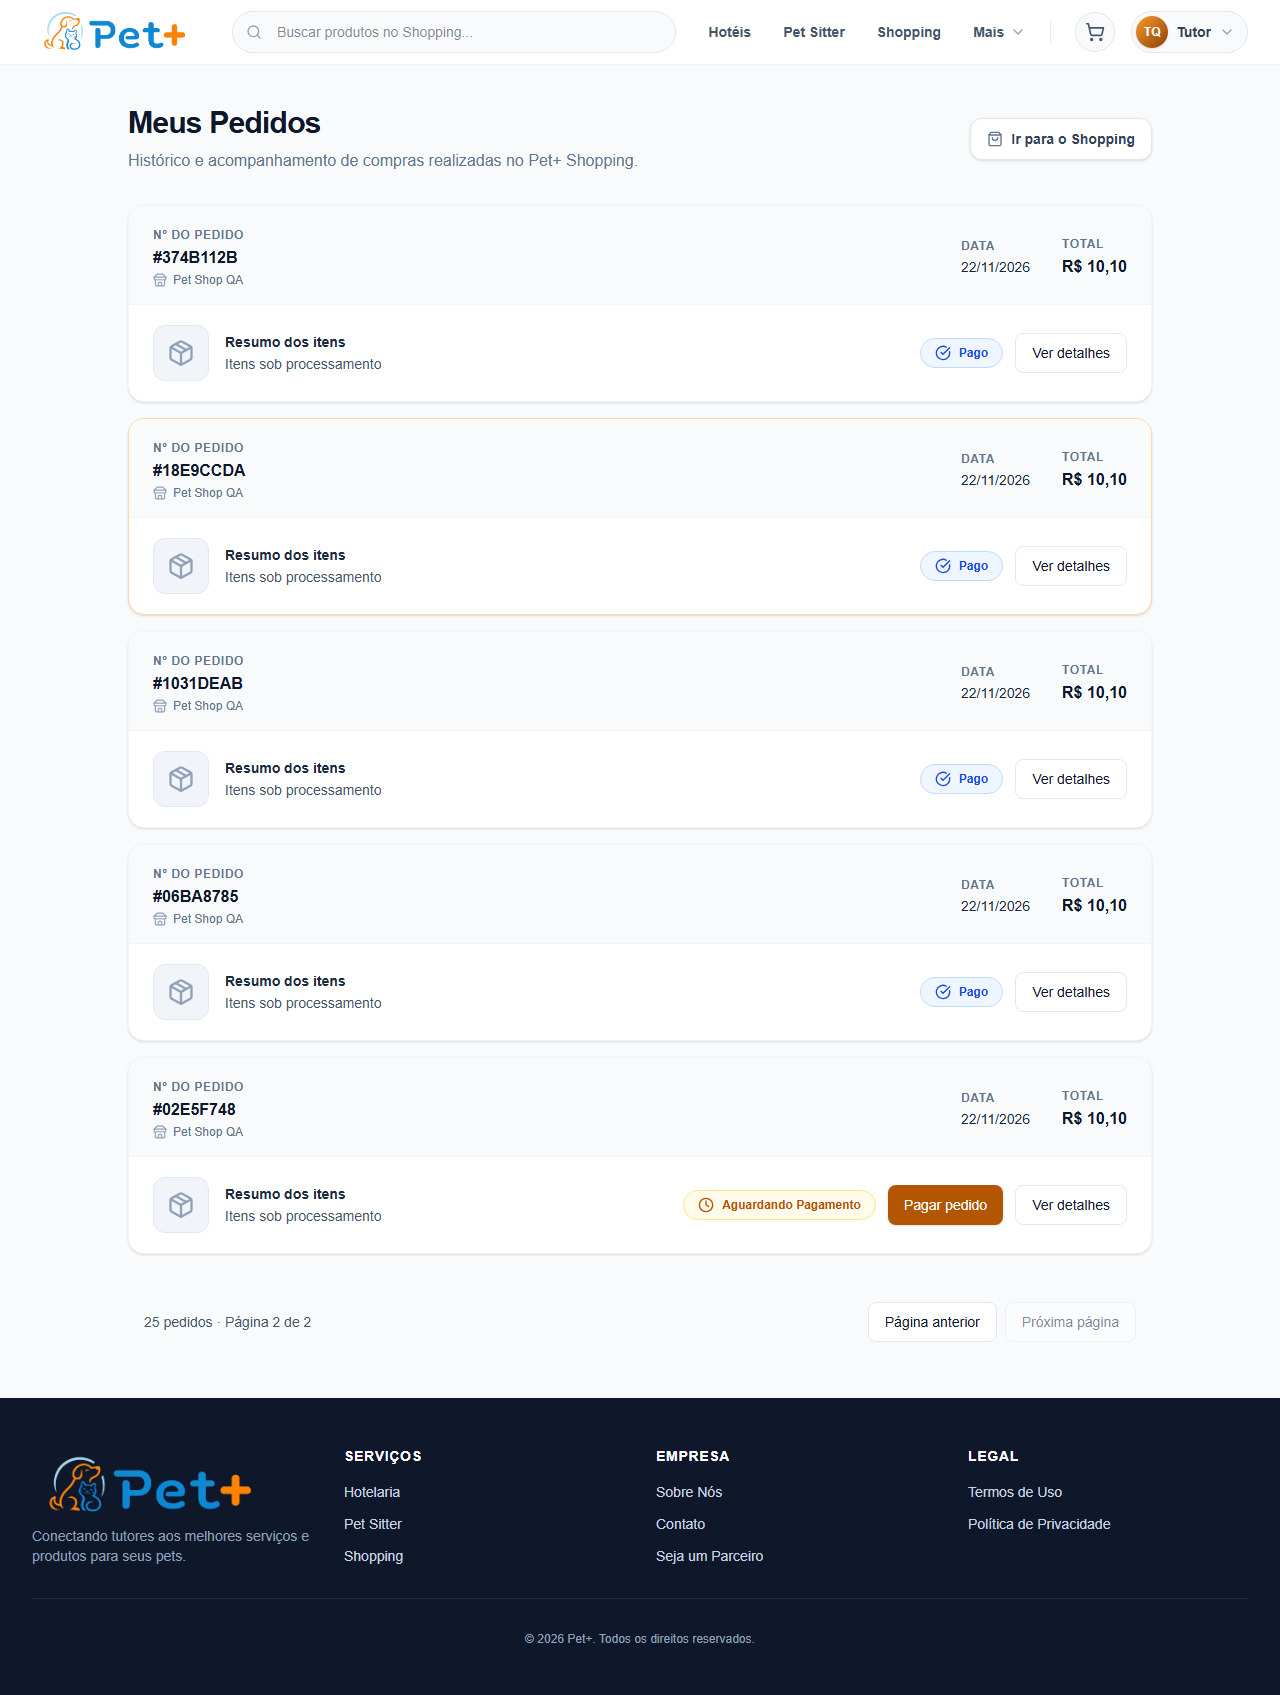 Pet+
Buscar produtos no Shopping...
Hotéis
Pet Sitter
Shopping
Mais
TQ
Tutor
Meus Pedidos
Histórico e acompanhamento de compras realizadas no Pet+ Shopping.
Ir para o Shopping
Nº DO PEDIDO
#374B112B
Pet Shop QA
DATA
22/11/2026
TOTAL
R$ 10,10
Resumo dos itens
Itens sob processamento
Pago
Ver detalhes
Nº DO PEDIDO
#18E9CCDA
Pet Shop QA
DATA
22/11/2026
TOTAL
R$ 10,10
Resumo dos itens
Itens sob processamento
Pago
Ver detalhes
Nº DO PEDIDO
#1031DEAB
Pet Shop QA
DATA
22/11/2026
TOTAL
R$ 10,10
Resumo dos itens
Itens sob processamento
Pago
Ver detalhes
Nº DO PEDIDO
#06BA8785
Pet Shop QA
DATA
22/11/2026
TOTAL
R$ 10,10
Resumo dos itens
Itens sob processamento
Pago
Ver detalhes
Nº DO PEDIDO
#02E5F748
Pet Shop QA
DATA
22/11/2026
TOTAL
R$ 10,10
Resumo dos itens
Itens sob processamento
Aguardando Pagamento
Pagar pedido
Ver detalhes
25 pedidos · Página 2 de 2
Página anterior
Próxima página
Pet+
Conectando tutores aos melhores serviços e
produtos para seus pets.
SERVIÇOS
Hotelaria
Pet Sitter
Shopping
EMPRESA
Sobre Nós
Contato
Seja um Parceiro
LEGAL
Termos de Uso
Política de Privacidade
© 2026 Pet+. Todos os direitos reservados.